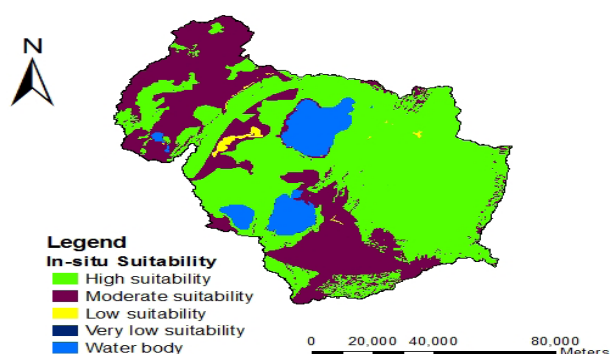 N
Legend
In-situ Suitability
High suitability
Moderate suitability
Low suitability
Very low suitability
Water body
0 20,000 40,000 80,000
Meters